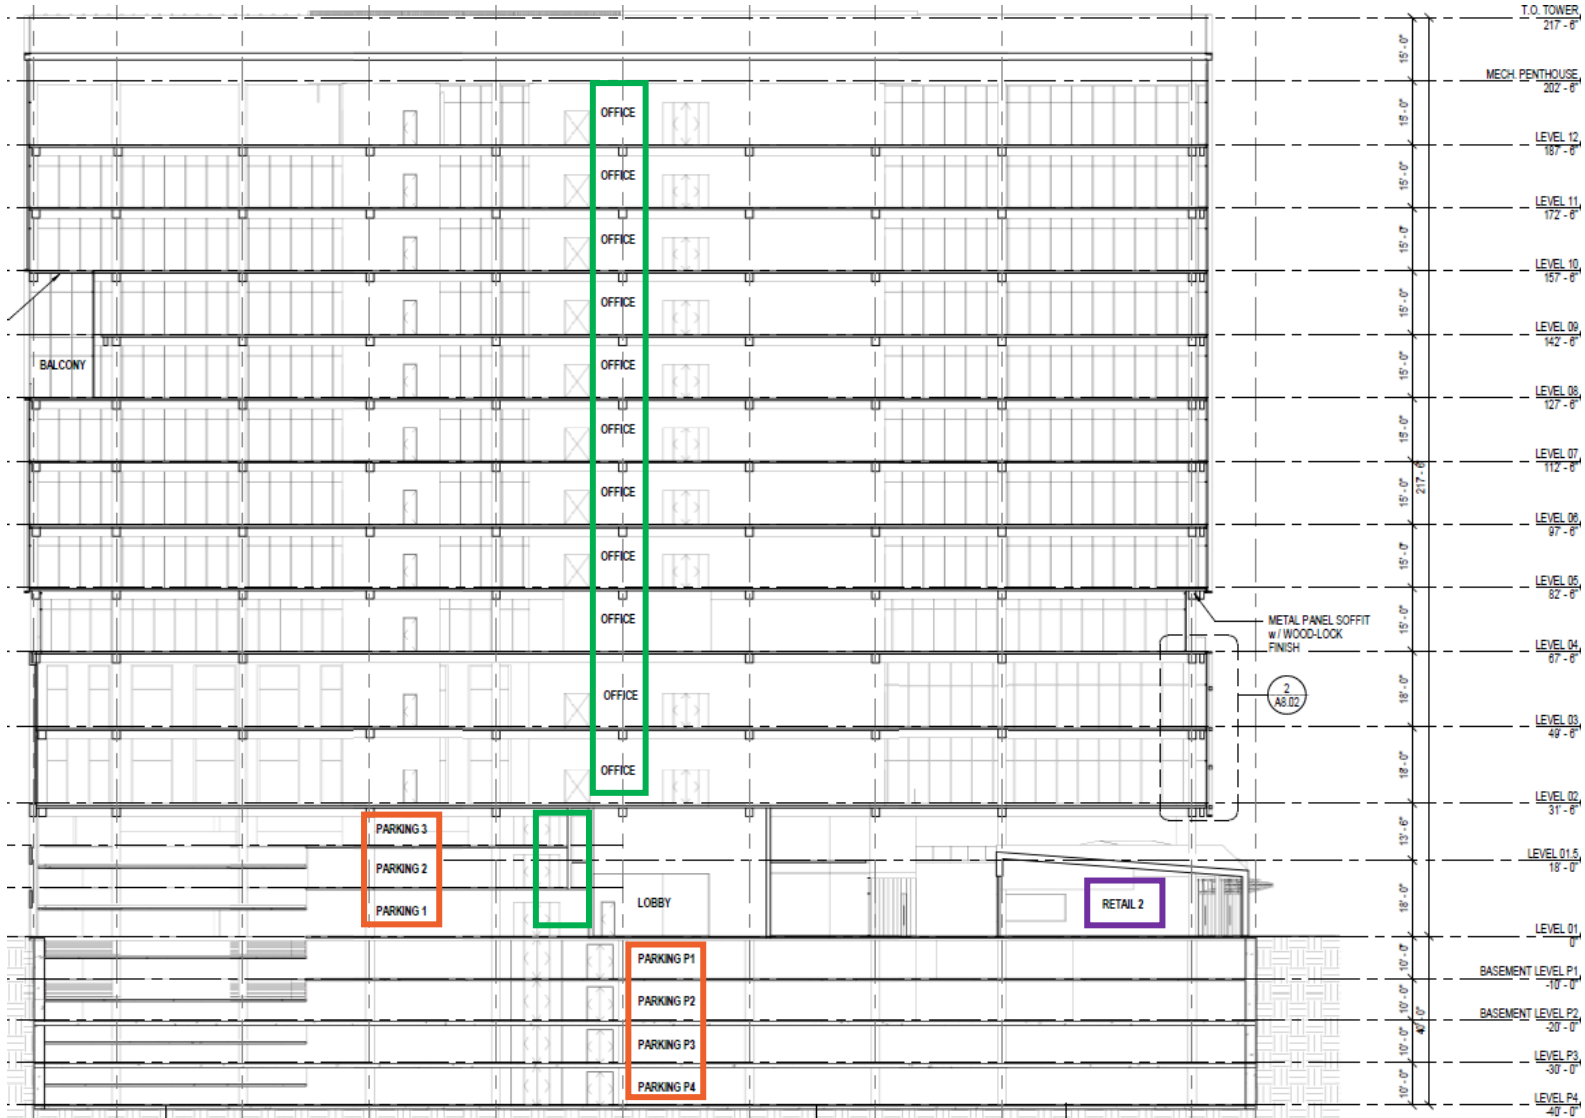 T.O. TOWER
217' - 6"
15' - 0"
MECH. PENTHOUSE
202' - 6"
OFFICE
15' - 0"
LEVEL 12
187' - 6"
OFFICE
15' - 0"
LEVEL 11
172' - 6"
OFFICE
15' - 0"
LEVEL 10
157' - 6"
OFFICE
15' - 0"
LEVEL 09
142' - 6"
BALCONY
OFFICE
15' - 0"
LEVEL 08
127' - 6"
OFFICE
15' - 0"
LEVEL 07
112' - 6"
OFFICE
15' - 0"
217' - 6"
LEVEL 06
97' - 6"
OFFICE
15' - 0"
LEVEL 05
82' - 6"
OFFICE
METAL PANEL SOFFIT
w/ WOOD-LOCK
FINISH
15' - 0"
LEVEL 04
67' - 6"
OFFICE
2
A8.02
18' - 0"
LEVEL 03
49' - 6"
OFFICE
18' - 0"
LEVEL 02
31' - 6"
PARKING 3
13' - 6"
LEVEL 01.5
18' - 0"
PARKING 2
PARKING 1
LOBBY
RETAIL 2
18' - 0"
LEVEL 01
0"
PARKING P1
10' - 0"
BASEMENT LEVEL P1
-10' - 0"
PARKING P2
10' - 0"
BASEMENT LEVEL P2
-20' - 0"
40' - 0"
PARKING P3
10' - 0"
LEVEL P3
-30' - 0"
PARKING P4
10' - 0"
LEVEL P4
-40' - 0"